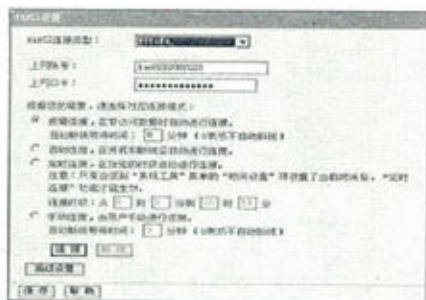 WAN口设置
WAN口连接类型：
上网账号：
上网口令：
根据您的需要，请选择对应连接模式：
按需连接，在有访问数据时自动进行连接。
自动断线等待时间： 分钟（0表示不自动断线）
自动连接，在开机和断线后自动进行连接。
定时连接，在指定的时间段自动进行连接。
注意：只有当您到“系统工具”菜单的“时间设置”项设置了当前时间后，“定时
连接”功能才能生效。
连接时段：从 时 分到 时 分
手动连接，由用户手动进行连接。
自动断线等待时间： 分钟（0表示不自动断线）
连接
高级设置
保存 帮助